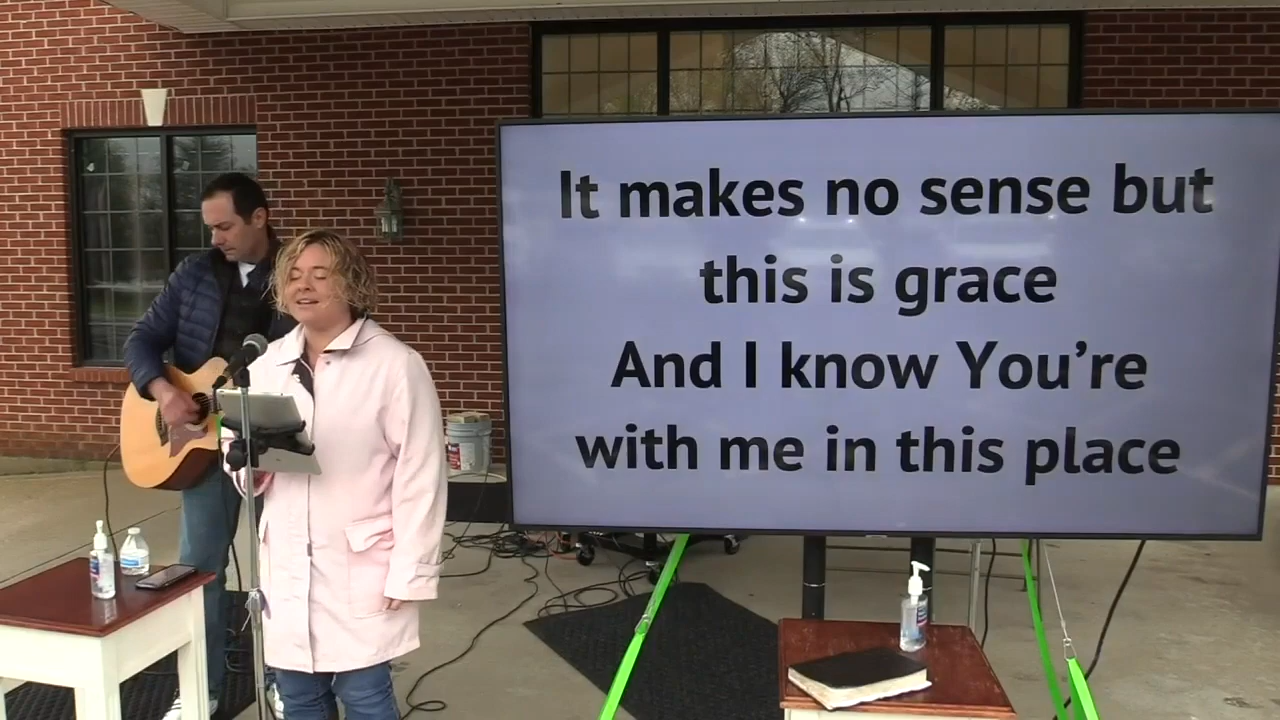 It makes no sense but
this is grace
And I know You're
with me in this place